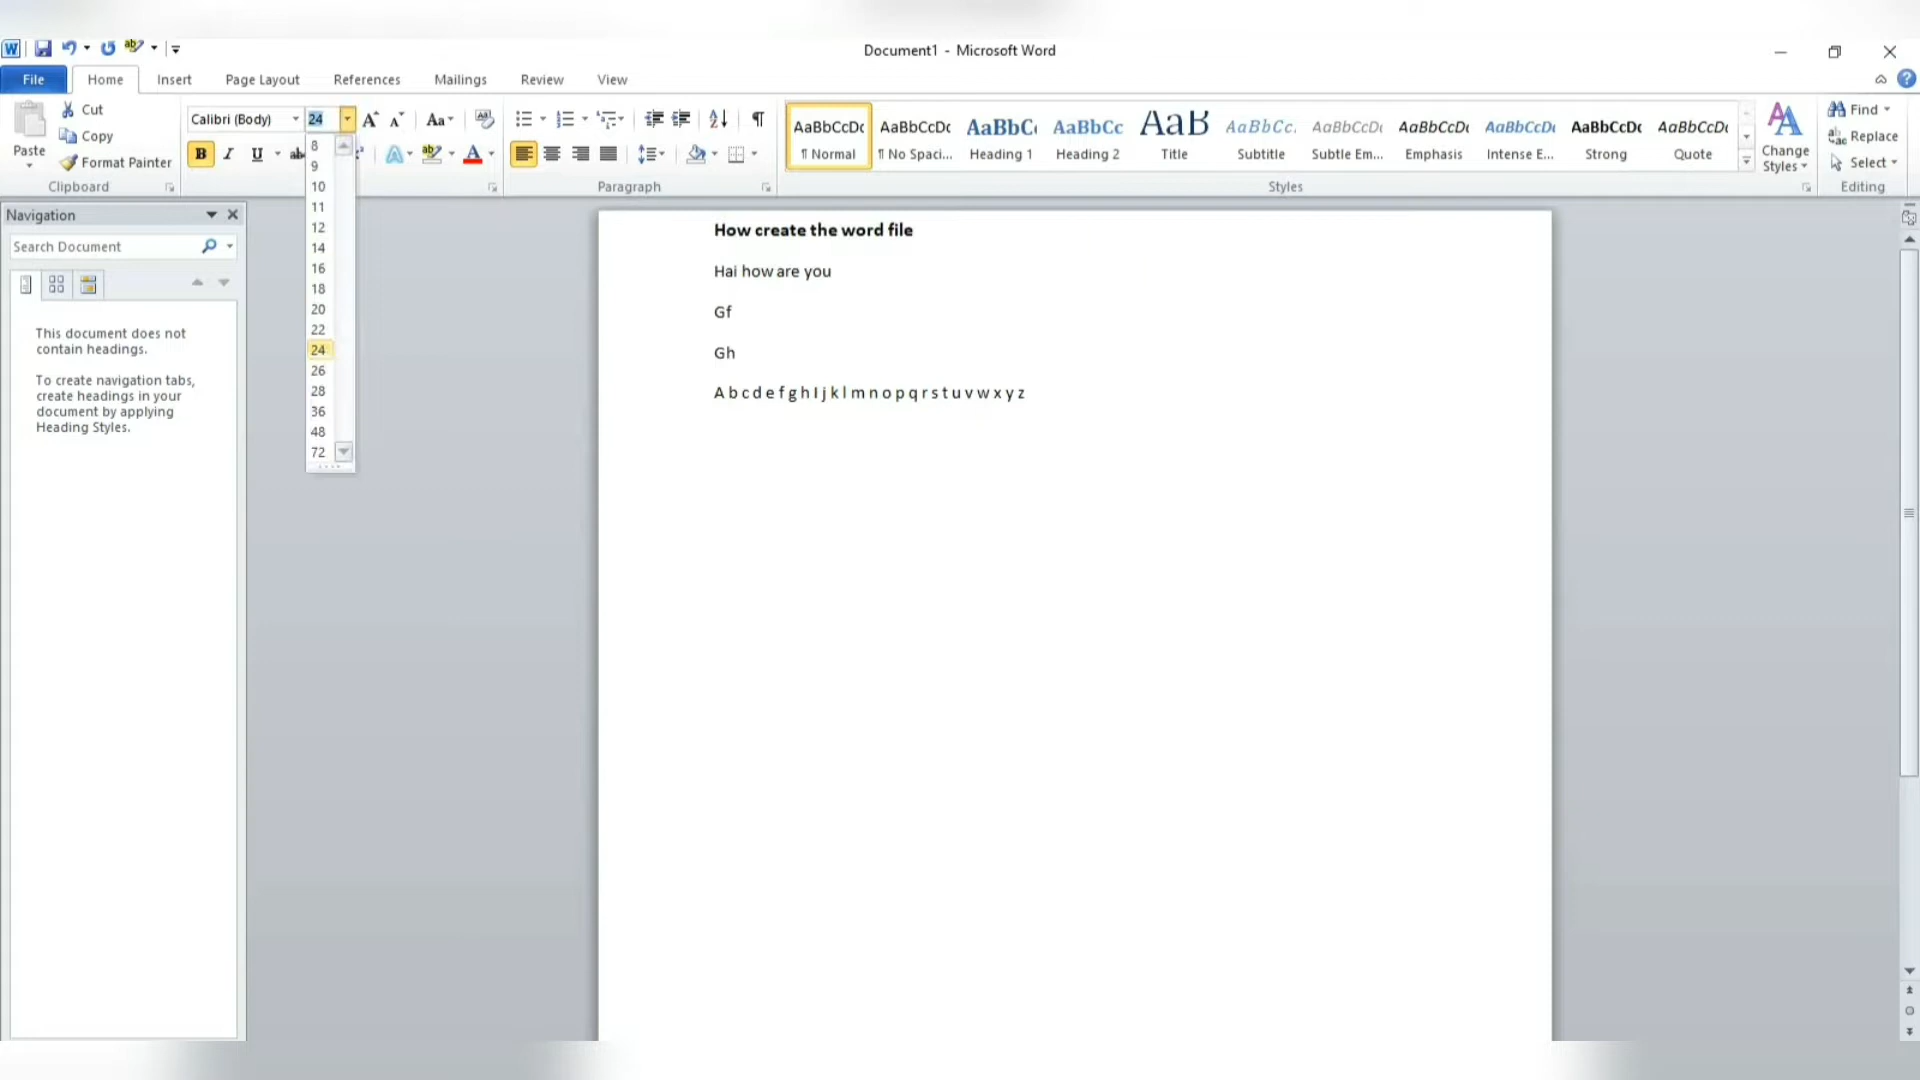 Document1 - Microsoft Word
File Home Insert Page Layout References Mailings Review View
Cut
Copy
Format Painter
Paste
Clipboard
Calibri (Body) 24
B I U
Aa
Paragraph
AaBbCcDc AaBbCcDc AaBbC AaBbCc AaB AaBbCc. AaBbCcDı AaBbCcDı AaBbCcDı AaBbCcDc AaBbCcDı
¶ Normal ¶ No Spaci... Heading 1 Heading 2 Title Subtitle Subtle Em... Emphasis Intense E... Strong Quote
Styles
Change
Styles
Find
Replace
Select
Editing
8
9
10
11
12
14
16
18
20
22
24
26
28
36
48
72
Navigation
Search Document
This document does not
contain headings.
To create navigation tabs,
create headings in your
document by applying
Heading Styles.
How create the word file
Hai how are you
Gf
Gh
A b c d e f g h I j k l m n o p q r s t u v w x y z